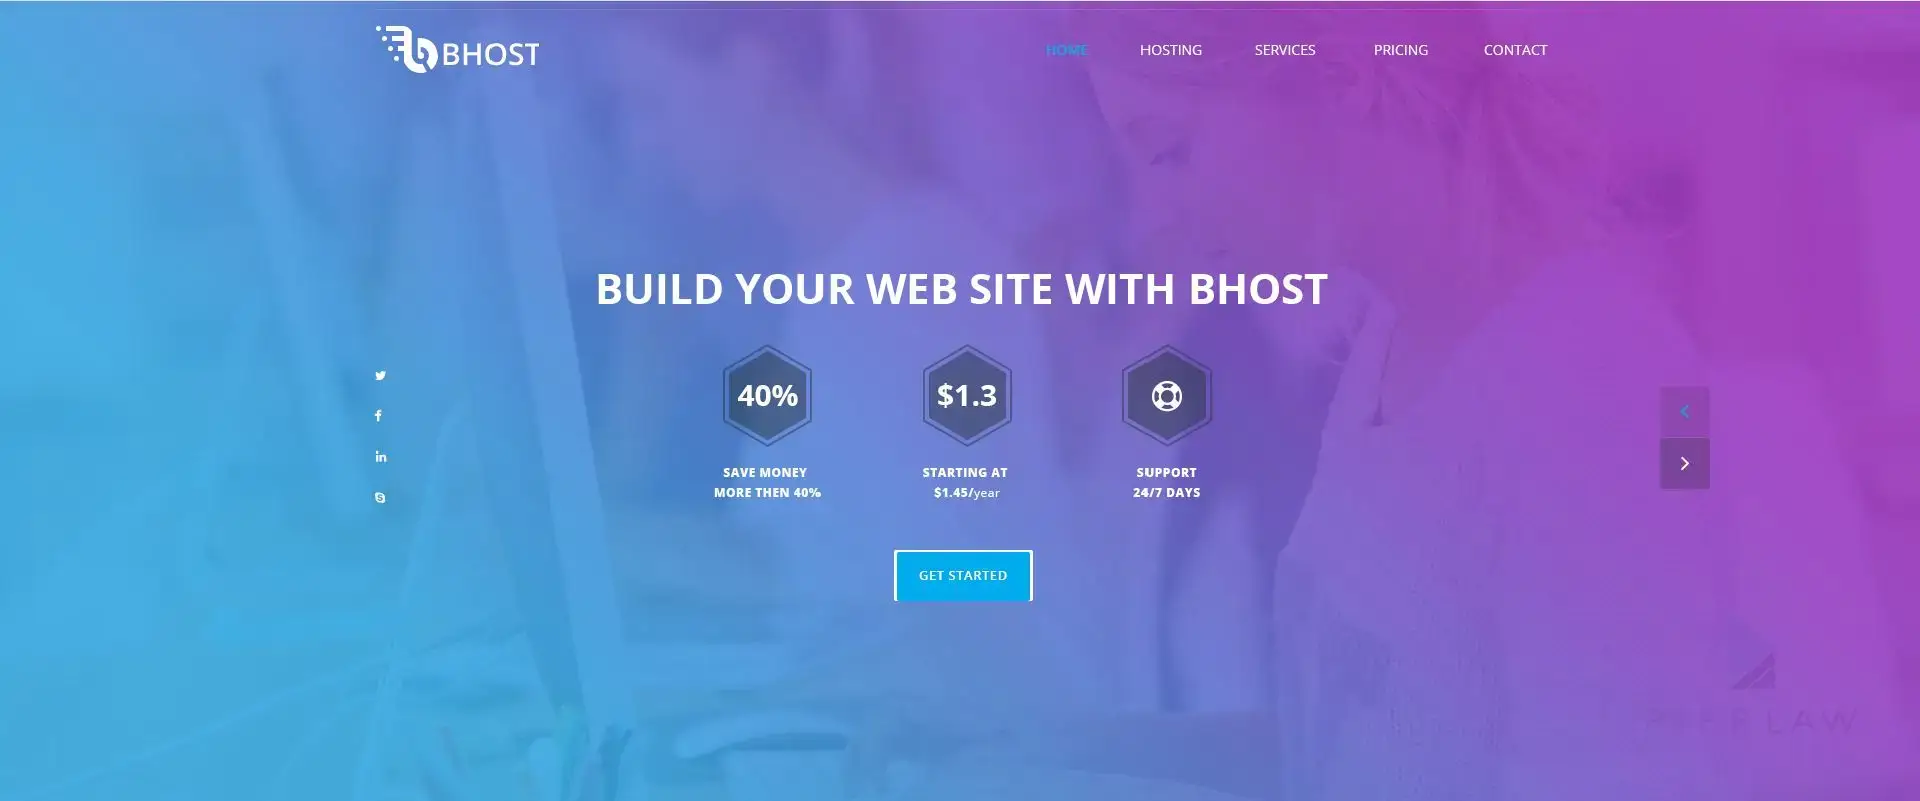 BHOST
HOME HOSTING SERVICES PRICING CONTACT
BUILD YOUR WEB SITE WITH BHOST
40% $1.3
SAVE MONEY
MORE THEN 40%
STARTING AT
$1.45/year
SUPPORT
24/7 DAYS
GET STARTED
LAW